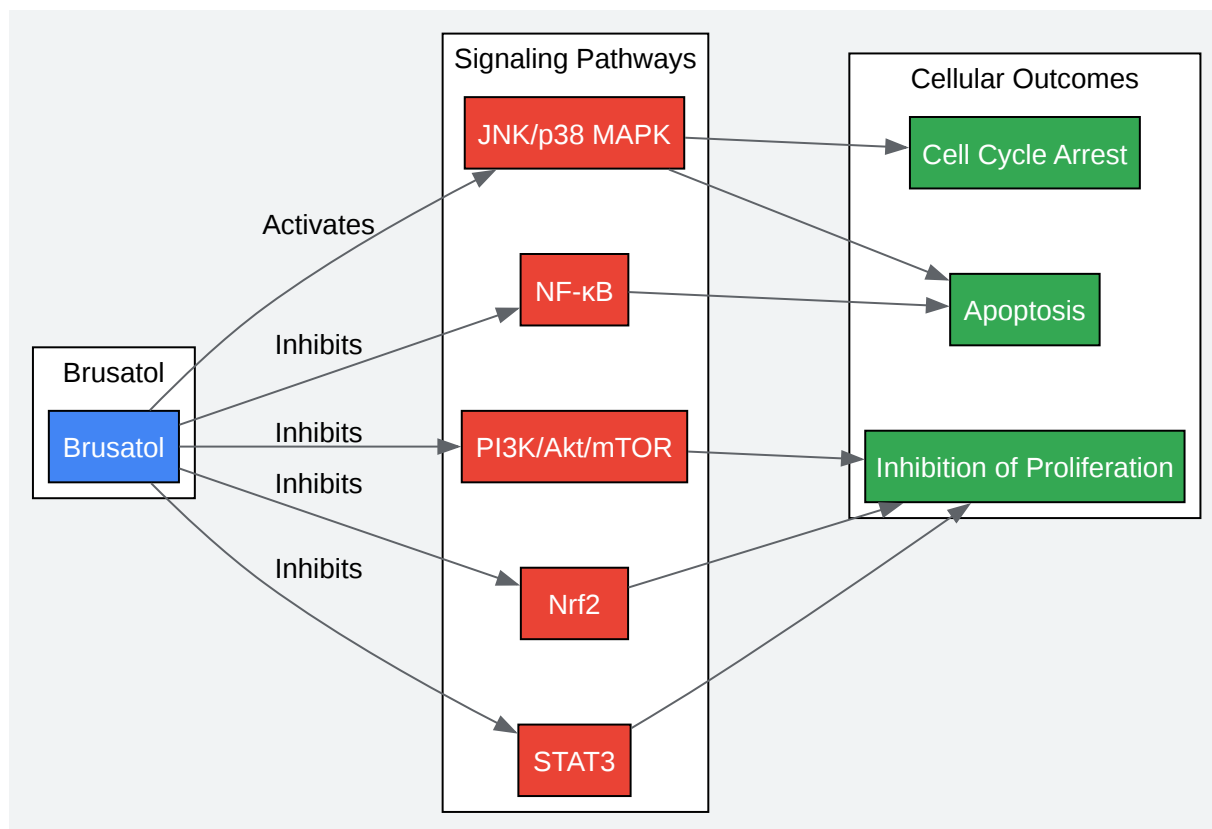 Brusatol
Brusatol
Activates
Inhibits
Inhibits
Inhibits
Inhibits
Signaling Pathways
JNK/p38 MAPK
NF-κB
PI3K/Akt/mTOR
Nrf2
STAT3
Cellular Outcomes
Cell Cycle Arrest
Apoptosis
Inhibition of Proliferation